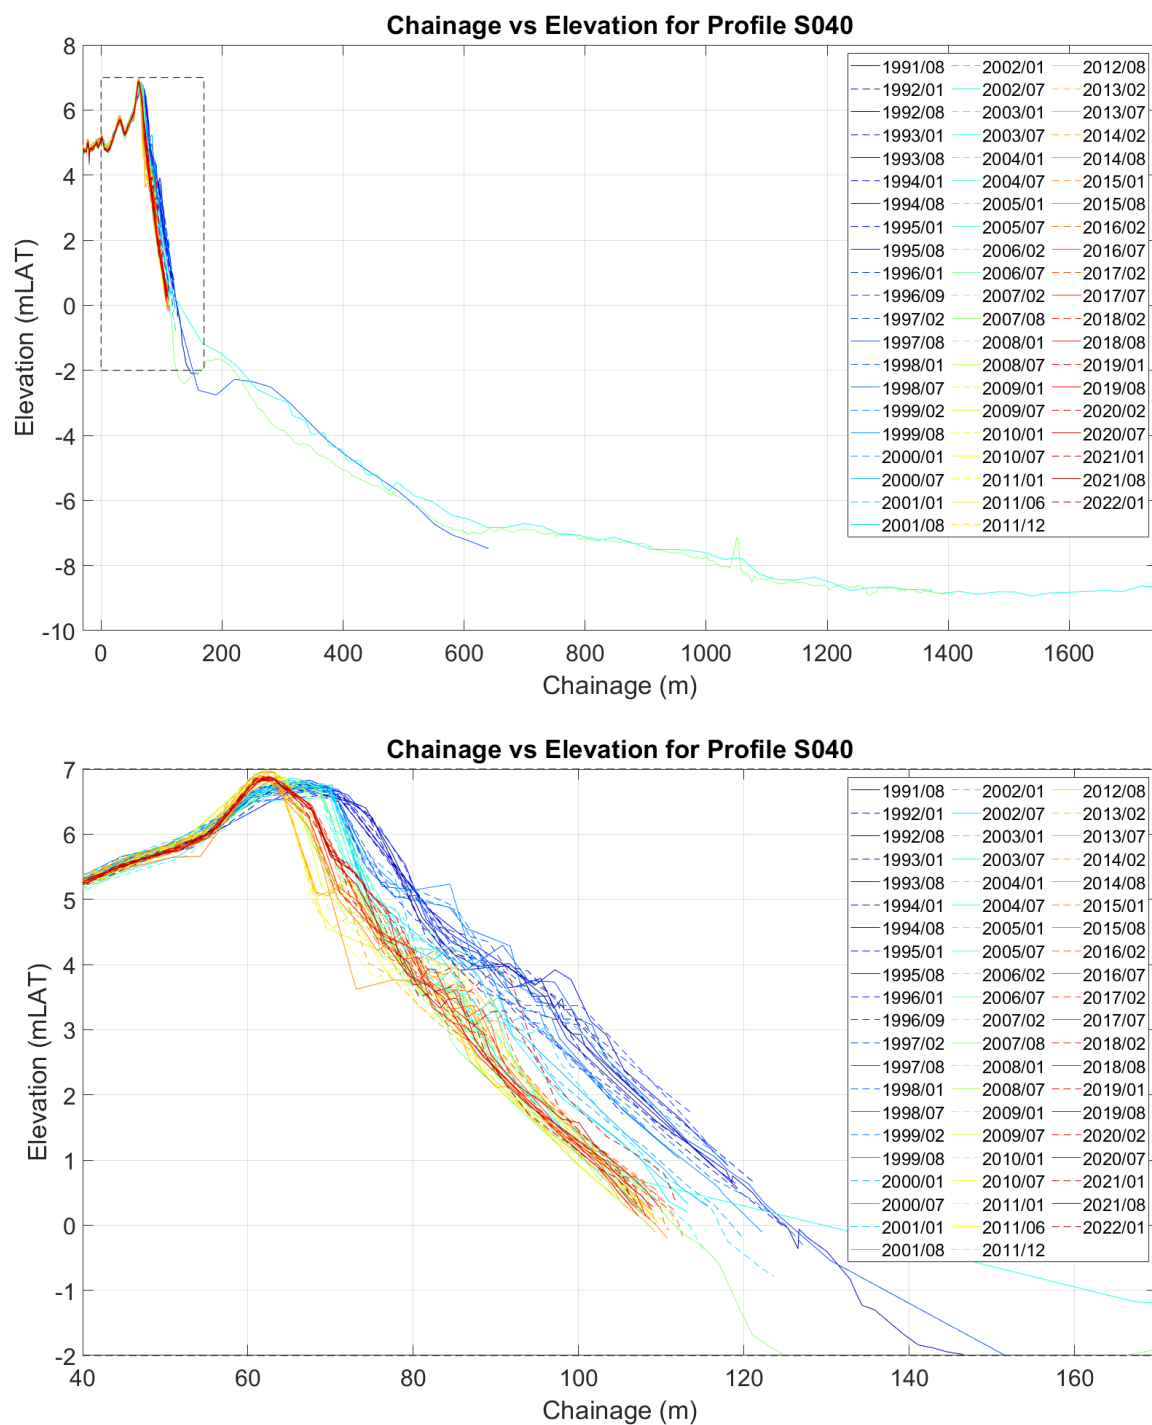 Chainage vs Elevation for Profile S040
8
6
4
2
0
-2
-4
-6
-8
-10
Elevation (mLAT)
0 200 400 600 800 1000 1200 1400 1600
Chainage (m)
1991/08 2002/01 2012/08
1992/01 2002/07 2013/02
1992/08 2003/01 2013/07
1993/01 2003/07 2014/02
1993/08 2004/01 2014/08
1994/01 2004/07 2015/01
1994/08 2005/01 2015/08
1995/01 2005/07 2016/02
1995/08 2006/02 2016/07
1996/01 2006/07 2017/02
1996/09 2007/02 2017/07
1997/02 2007/08 2018/02
1997/08 2008/01 2018/08
1998/01 2008/07 2019/01
1998/07 2009/01 2019/08
1999/02 2009/07 2020/02
1999/08 2010/01 2020/07
2000/01 2010/07 2021/01
2000/07 2011/01 2021/08
2001/01 2011/06 2022/01
2001/08 2011/12
Chainage vs Elevation for Profile S040
7
6
5
4
3
2
1
0
-1
-2
Elevation (mLAT)
40 60 80 100 120 140 160
Chainage (m)
1991/08 2002/01 2012/08
1992/01 2002/07 2013/02
1992/08 2003/01 2013/07
1993/01 2003/07 2014/02
1993/08 2004/01 2014/08
1994/01 2004/07 2015/01
1994/08 2005/01 2015/08
1995/01 2005/07 2016/02
1995/08 2006/02 2016/07
1996/01 2006/07 2017/02
1996/09 2007/02 2017/07
1997/02 2007/08 2018/02
1997/08 2008/01 2018/08
1998/01 2008/07 2019/01
1998/07 2009/01 2019/08
1999/02 2009/07 2020/02
1999/08 2010/01 2020/07
2000/01 2010/07 2021/01
2000/07 2011/01 2021/08
2001/01 2011/06 2022/01
2001/08 2011/12